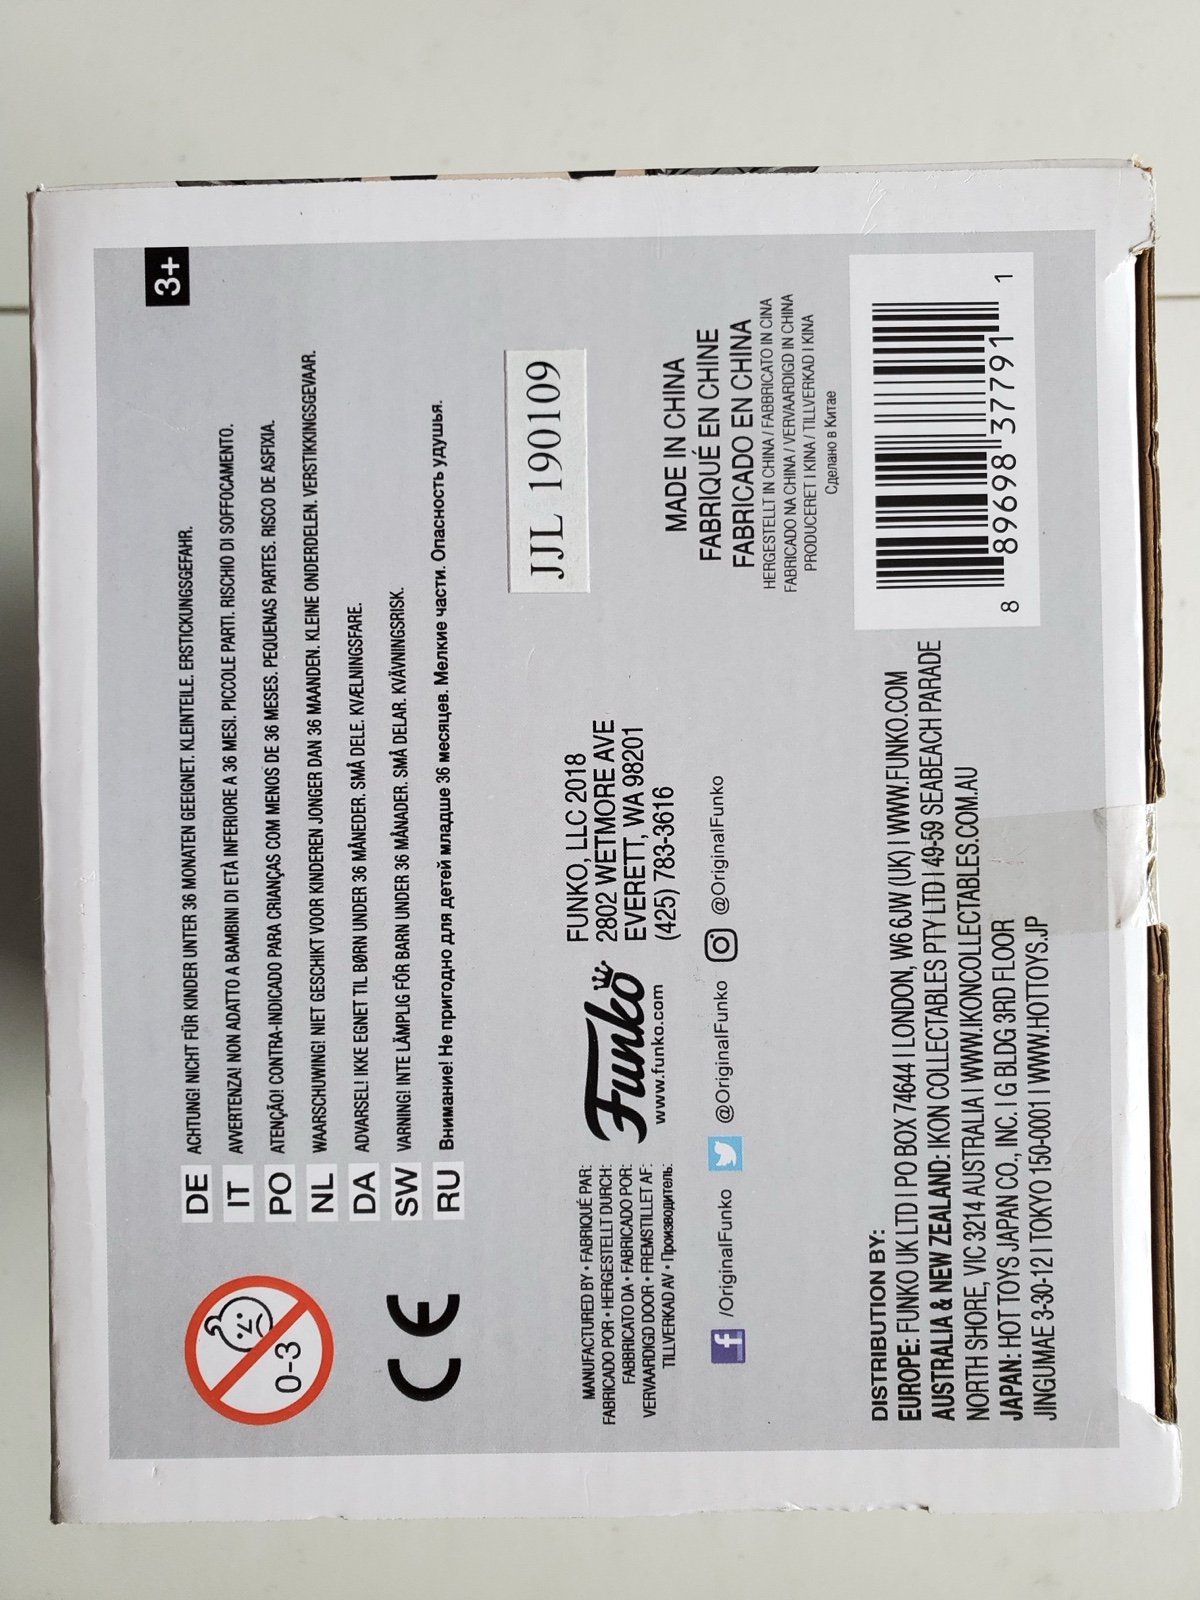 3+
DE ACHTUNG! NICHT FÜR KINDER UNTER 36 MONATEN GEEIGNET. KLEINTEILE. ERSTICKUNGSGEFAHR.
IT AVVERTENZA! NON ADATTO A BAMBINI DI ETÀ INFERIORE A 36 MESI. PICCOLE PARTI. RISCHIO DI SOFFOCAMENTO.
PO ATENÇÃO! CONTRA-INDICADO PARA CRIANÇAS COM MENOS DE 36 MESES. PEQUENAS PARTES. RISCO DE ASFIXIA.
NL WAARSCHUWING! NIET GESCHIKT VOOR KINDEREN JONGER DAN 36 MAANDEN. KLEINE ONDERDELEN. VERSTIKKINGSGEVAAR.
DA ADVARSEL! IKKE EGNET TIL BØRN UNDER 36 MÅNEDER. SMÅ DELE. KVÆLNINGSFARE.
SW VARNING! INTE LÄMPLIG FÖR BARN UNDER 36 MÅNADER. SMÅ DELAR. KVÄVNINGSRISK.
RU Внимание! Не пригодно для детей младше 36 месяцев. Мелкие части. Опасность удушья.
0-3
CE
JJL 190109
MANUFACTURED BY • FABRIQUÉ PAR:
FABRICADO POR • HERGESTELLT DURCH:
FABBRICATO DA • FABRICADO POR:
VERVAARDIGD DOOR • FREMSTILLET AF:
TILLVERKAD AV • Производитель:
Funko
www.funko.com
FUNKO, LLC 2018
2802 WETMORE AVE
EVERETT, WA 98201
(425) 783-3616
/OriginalFunko @OriginalFunko @OriginalFunko
MADE IN CHINA
FABRIQUÉ EN CHINE
FABRICADO EN CHINA
HERGESTELLT IN CHINA / FABBRICATO IN CINA
FABRICADO NA CHINA / VERVAARDIGD IN CHINA
PRODUCERET I KINA / TILLVERKAD I KINA
Сделано в Китае
DISTRIBUTION BY:
EUROPE: FUNKO UK LTD I PO BOX 74644 I LONDON, W6 6JW (UK) I WWW.FUNKO.COM
AUSTRALIA & NEW ZEALAND: IKON COLLECTABLES PTY LTD I 49-59 SEABEACH PARADE
NORTH SHORE, VIC 3214 AUSTRALIA I WWW.IKONCOLLECTABLES.COM.AU
JAPAN: HOT TOYS JAPAN CO., INC. I G BLDG 3RD FLOOR
JINGUMAE 3-30-12 I TOKYO 150-0001 I WWW.HOTTOYS.JP
8 89698 37791 1